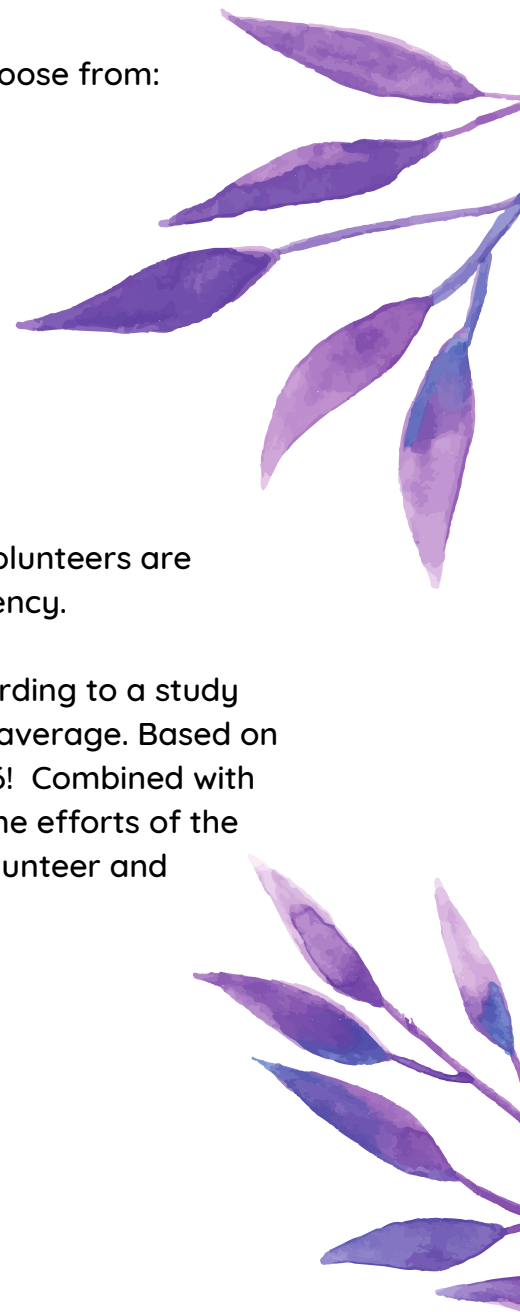 oose from:
olunteers are
ency.
rding to a study
average. Based on
6! Combined with
he efforts of the
unteer and